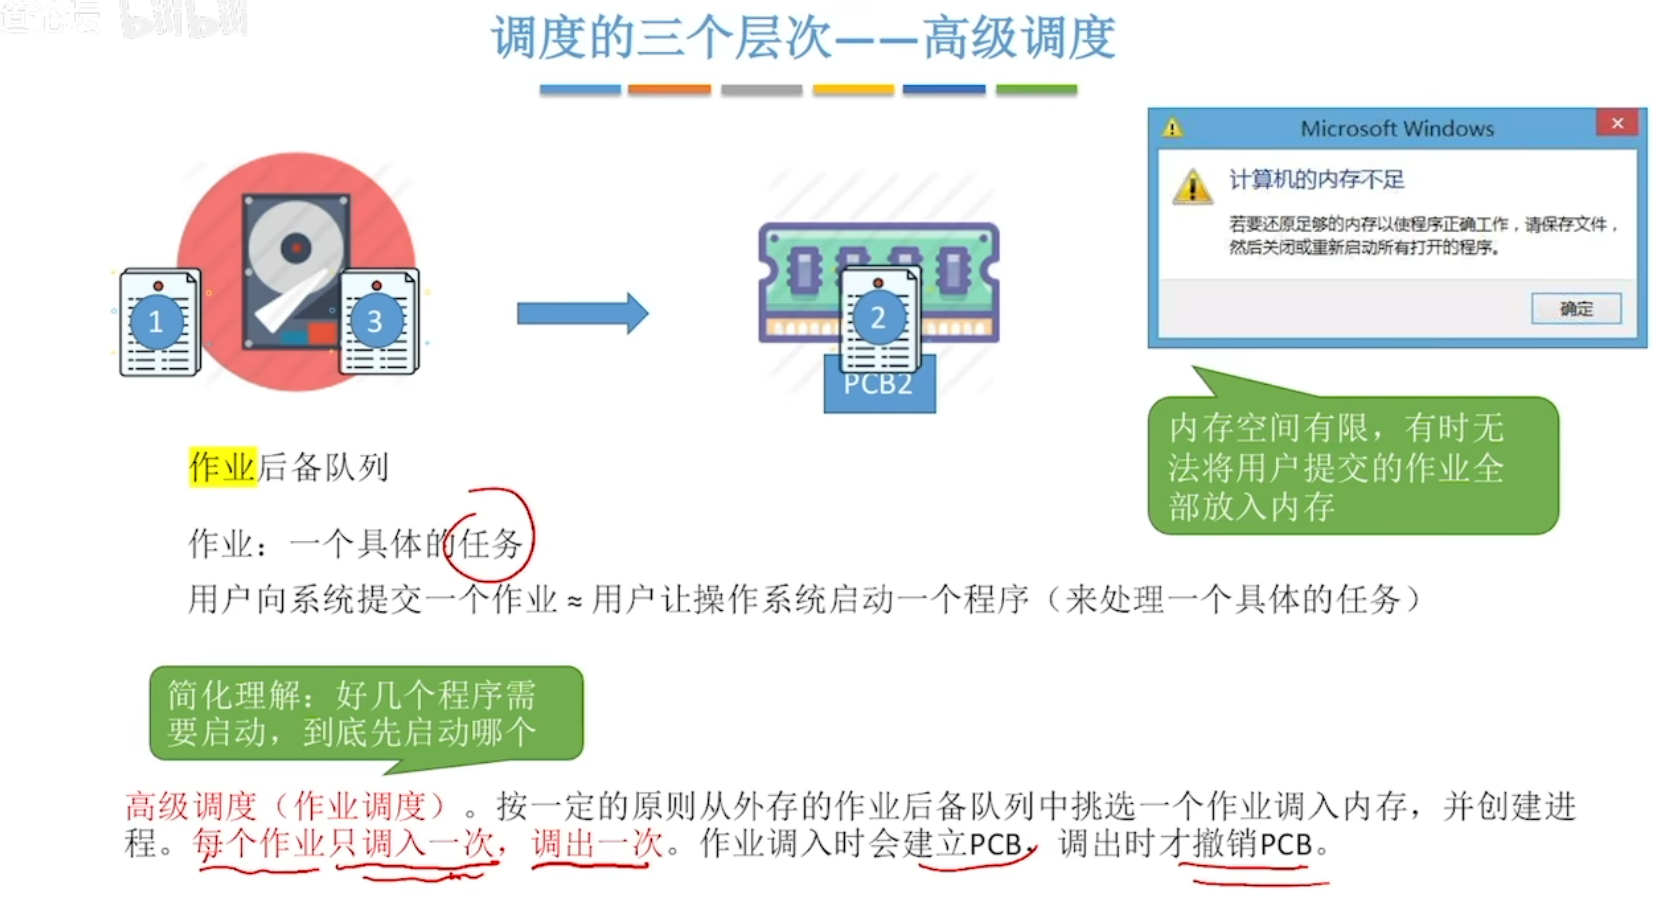 道论坛 bilibili
调度的三个层次——高级调度
Microsoft Windows
计算机的内存不足
若要还原足够的内存以使程序正确工作，请保存文件，
然后关闭或重新启动所有打开的程序。
确定
1
3
2
PCB2
内存空间有限，有时无
法将用户提交的作业全
部放入内存
作业后备队列
作业：一个具体的任务
用户向系统提交一个作业 ≈ 用户让操作系统启动一个程序（来处理一个具体的任务）
简化理解：好几个程序需
要启动，到底先启动哪个
高级调度（作业调度）。按一定的原则从外存的作业后备队列中挑选一个作业调入内存，并创建进
程。每个作业只调入一次，调出一次。作业调入时会建立PCB，调出时才撤销PCB。